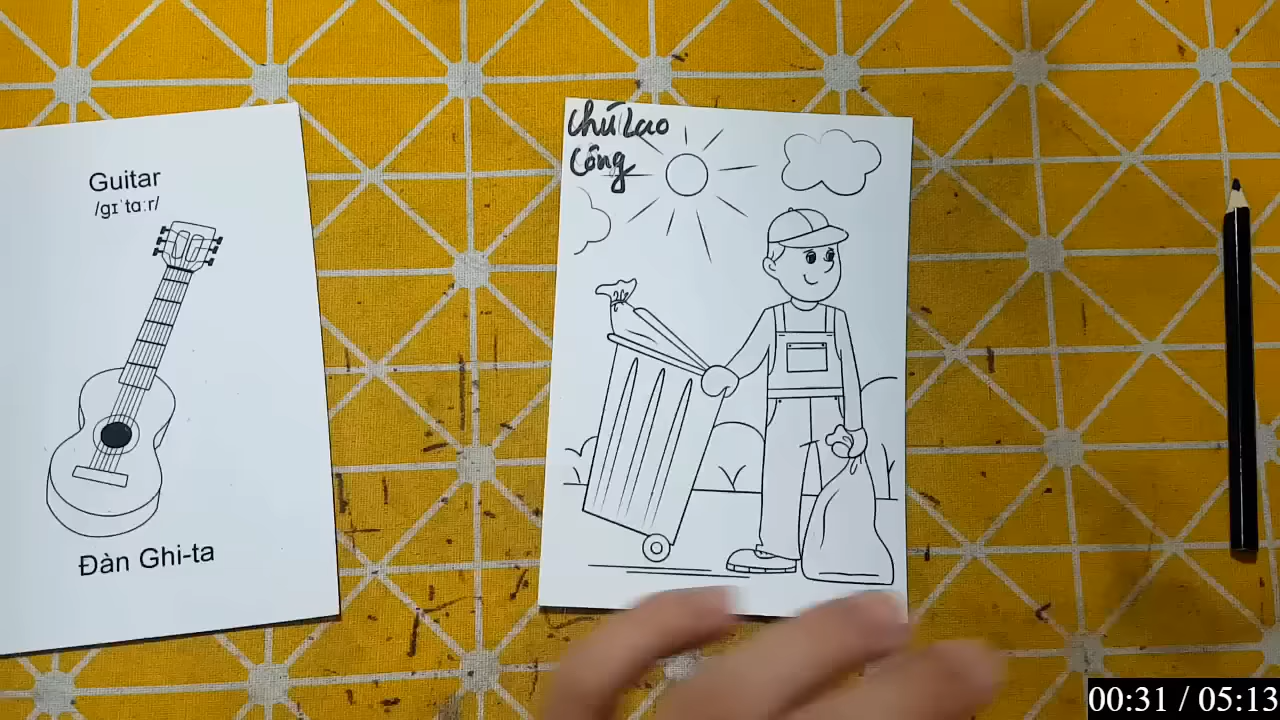 Guitar
/gɪˈtɑːr/
Đàn Ghi-ta
Chú Lao
Công
00:31 / 05:13